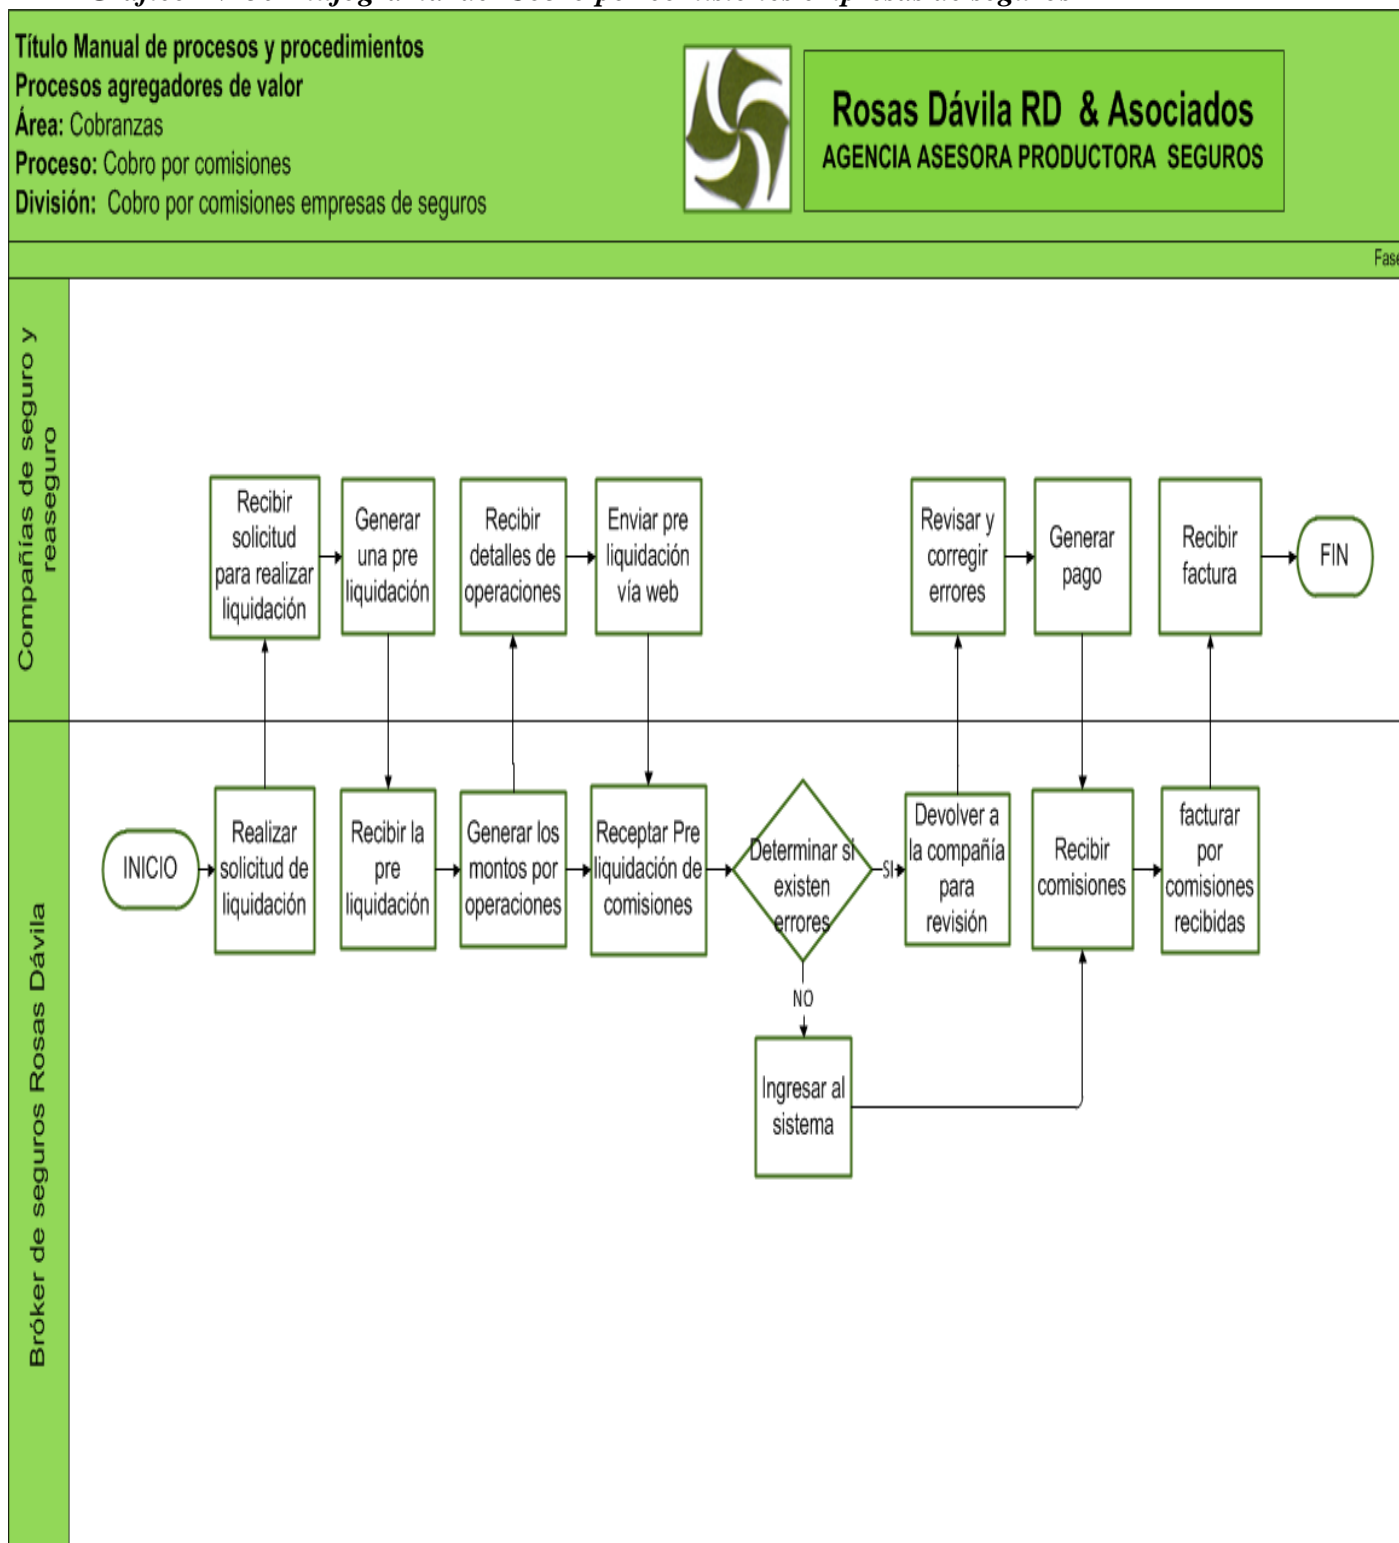 Título Manual de procesos y procedimientos
Procesos agregadores de valor
Área: Cobranzas
Proceso: Cobro por comisiones
División: Cobro por comisiones empresas de seguros
Rosas Dávila RD & Asociados
AGENCIA ASESORA PRODUCTORA SEGUROS
Fase
Compañías de seguro y
reaseguro
Recibir
solicitud
para realizar
liquidación
Generar
una pre
liquidación
Recibir
detalles de
operaciones
Enviar pre
liquidación
vía web
Revisar y
corregir
errores
Generar
pago
Recibir
factura
FIN
Bróker de seguros Rosas Dávila
INICIO
Realizar
solicitud de
liquidación
Recibir la
pre
liquidación
Generar los
montos por
operaciones
Receptar Pre
liquidación de
comisiones
Determinar si
existen
errores
SI
Devolver a
la compañía
para
revisión
Recibir
comisiones
facturar
por
comisiones
recibidas
NO
Ingresar al
sistema